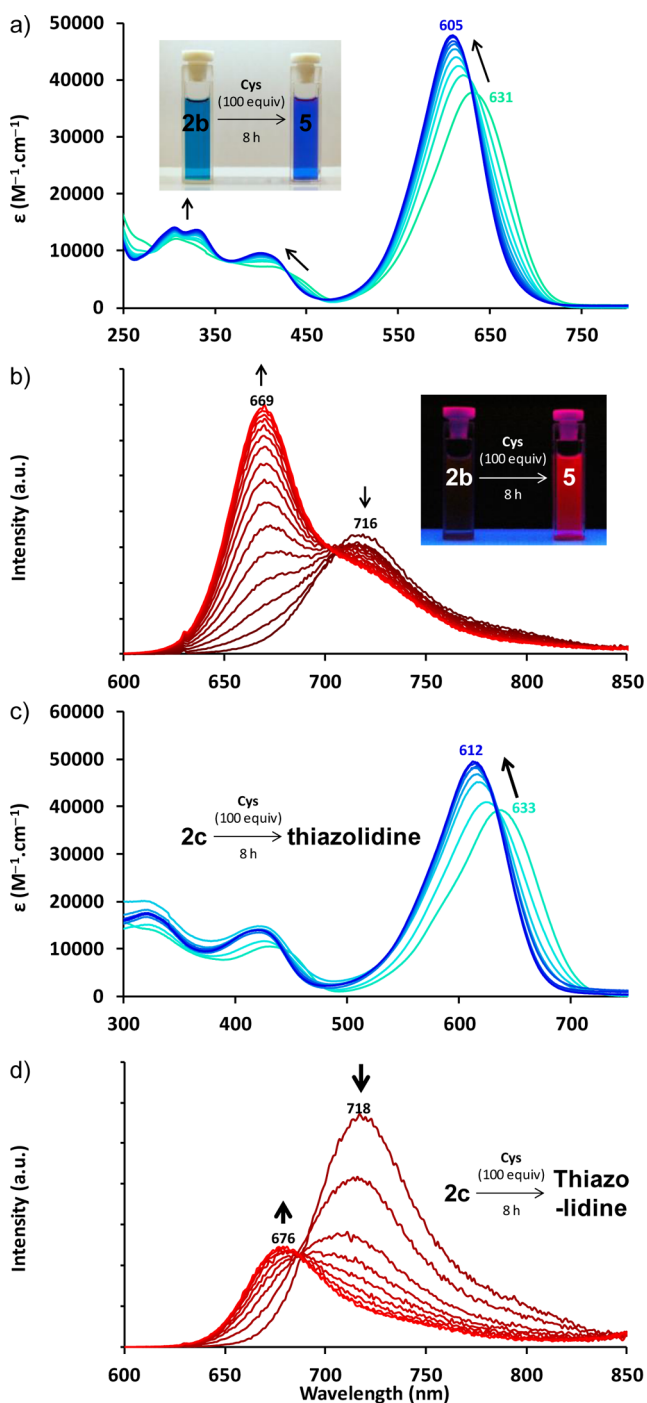 a)
50000
40000
30000
20000
10000
0
ε (M⁻¹.cm⁻¹)
605
631
2b
Cys
(100 equiv)
8 h
5
250 350 450 550 650 750
b)
Intensity (a.u.)
669
716
2b
Cys
(100 equiv)
8 h
5
600 650 700 750 800 850
c)
60000
50000
40000
30000
20000
10000
0
ε (M⁻¹.cm⁻¹)
612
633
Cys
2c (100 equiv) thiazolidine
8 h
300 400 500 600 700
d)
Intensity (a.u.)
718
676
Cys
2c (100 equiv) Thiazo
8 h -lidine
600 650 700 750 800 850
Wavelength (nm)